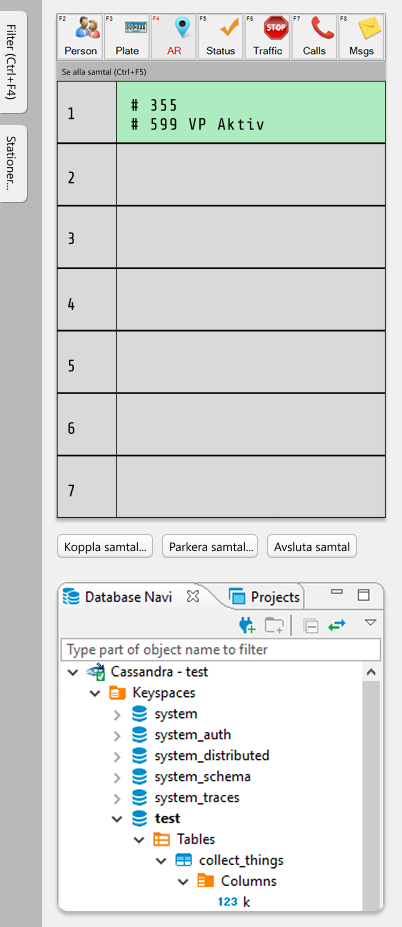 Filter (Ctrl+F4)
Stationer...
F2 Person
F3 Plate
F4 AR
F5 Status
F6 STOP Traffic
F7 Calls
F8 Msgs
Se alla samtal (Ctrl+F5)
1
# 355
# 599 VP Aktiv
2
3
4
5
6
7
Koppla samtal... Parkera samtal... Avsluta samtal
Database Navi Projects
Type part of object name to filter
Cassandra - test
Keyspaces
system
system_auth
system_distributed
system_schema
system_traces
test
Tables
collect_things
Columns
123 k